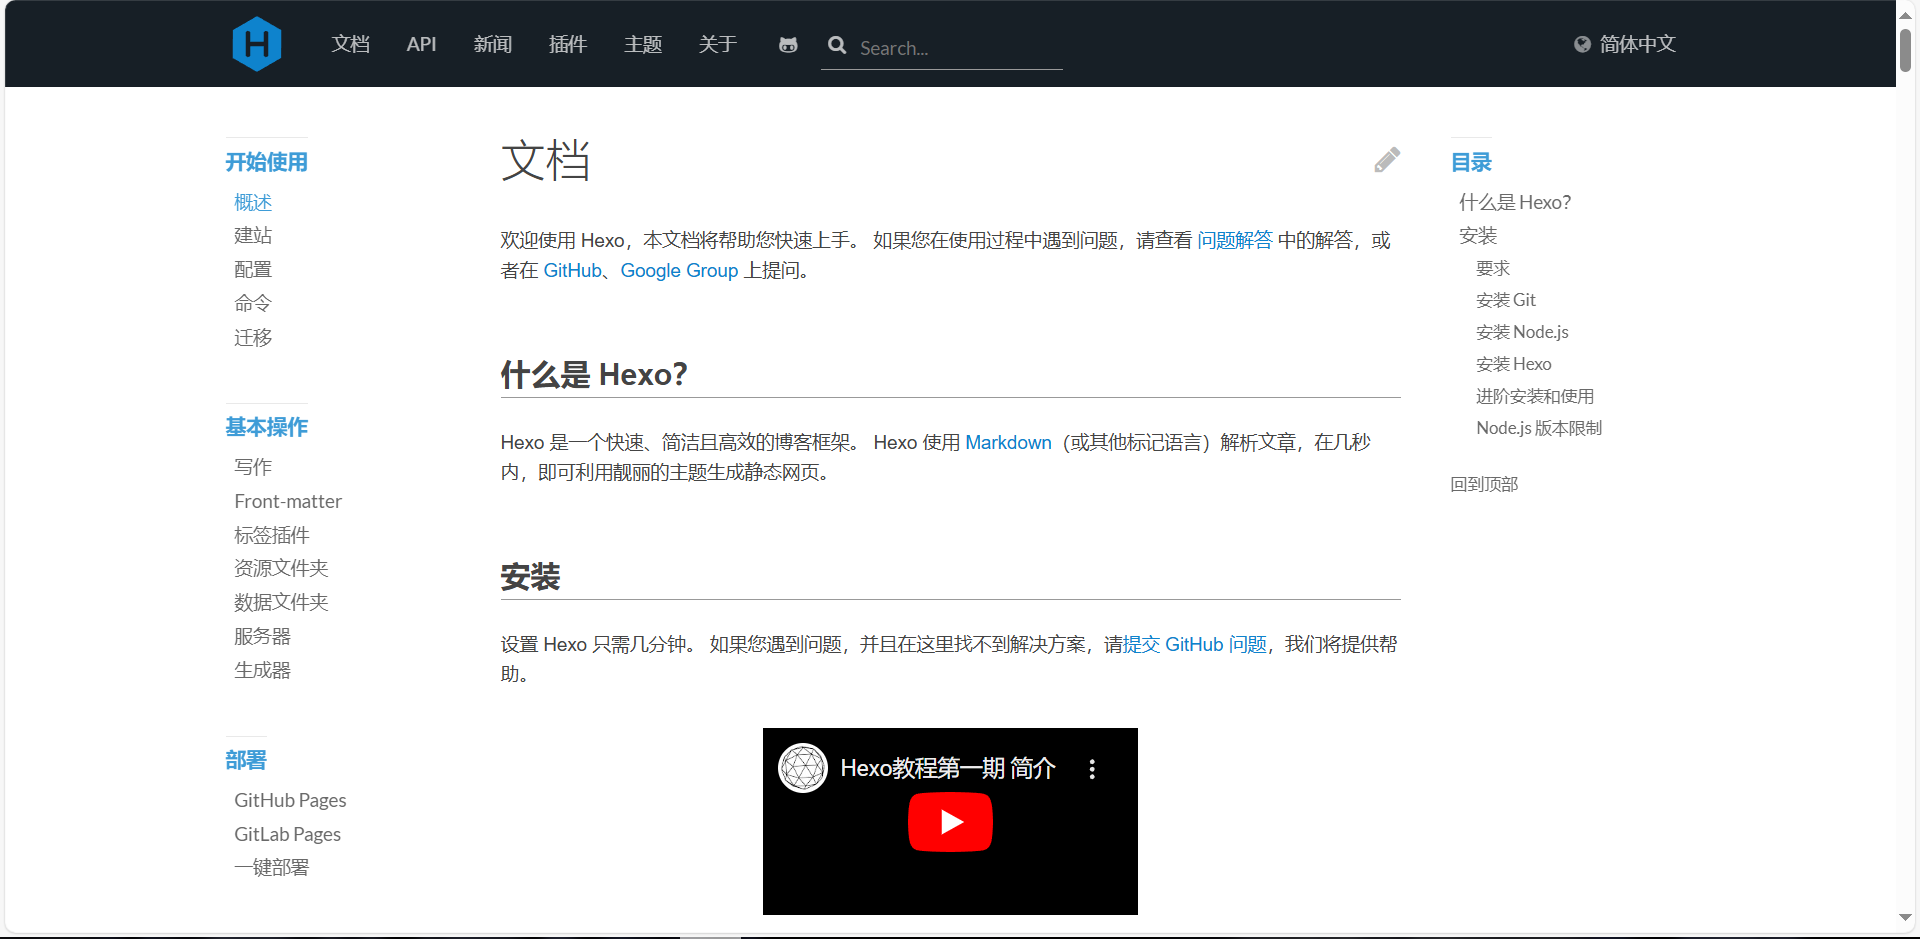 文档 API 新闻 插件 主题 关于 Search... 简体中文
开始使用
概述
建站
配置
命令
迁移
基本操作
写作
Front-matter
标签插件
资源文件夹
数据文件夹
服务器
生成器
部署
GitHub Pages
GitLab Pages
一键部署
文档
欢迎使用 Hexo，本文档将帮助您快速上手。 如果您在使用过程中遇到问题，请查看 问题解答 中的解答，或
者在 GitHub、Google Group 上提问。
什么是 Hexo？
Hexo 是一个快速、简洁且高效的博客框架。 Hexo 使用 Markdown（或其他标记语言）解析文章，在几秒
内，即可利用靓丽的主题生成静态网页。
安装
设置 Hexo 只需几分钟。 如果您遇到问题，并且在这里找不到解决方案，请提交 GitHub 问题，我们将提供帮
助。
Hexo教程第一期 简介
目录
什么是 Hexo？
安装
要求
安装 Git
安装 Node.js
安装 Hexo
进阶安装和使用
Node.js 版本限制
回到顶部